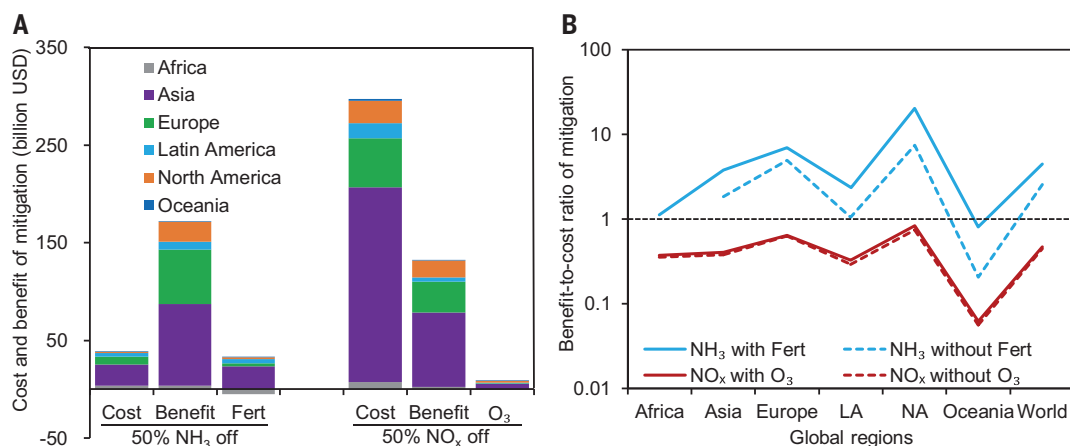 A
Cost and benefit of mitigation (billion USD)
350
250
150
50
-50
Africa
Asia
Europe
Latin America
North America
Oceania
Cost Benefit Fert
50% NH₃ off
Cost Benefit O₃
50% NOₓ off
B
Benefit-to-cost ratio of mitigation
100
10
1
0.1
0.01
NH₃ with Fert
NH₃ without Fert
NOₓ with O₃
NOₓ without O₃
Africa Asia Europe LA NA Oceania World
Global regions